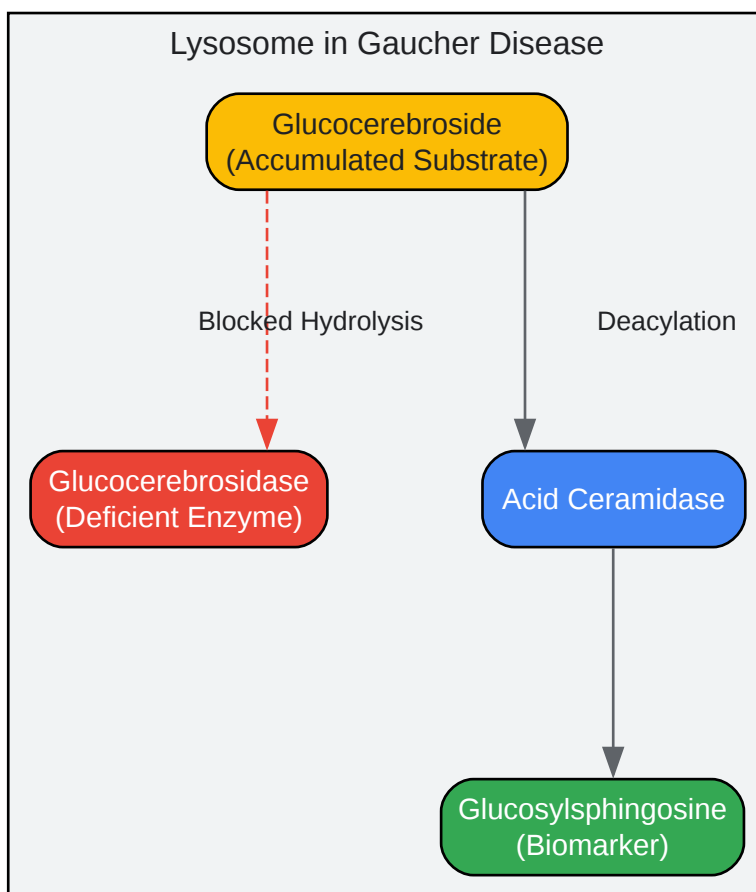 Lysosome in Gaucher Disease
Glucocerebroside
(Accumulated Substrate)
Blocked Hydrolysis
Deacylation
Glucocerebrosidase
(Deficient Enzyme)
Acid Ceramidase
Glucosylsphingosine
(Biomarker)